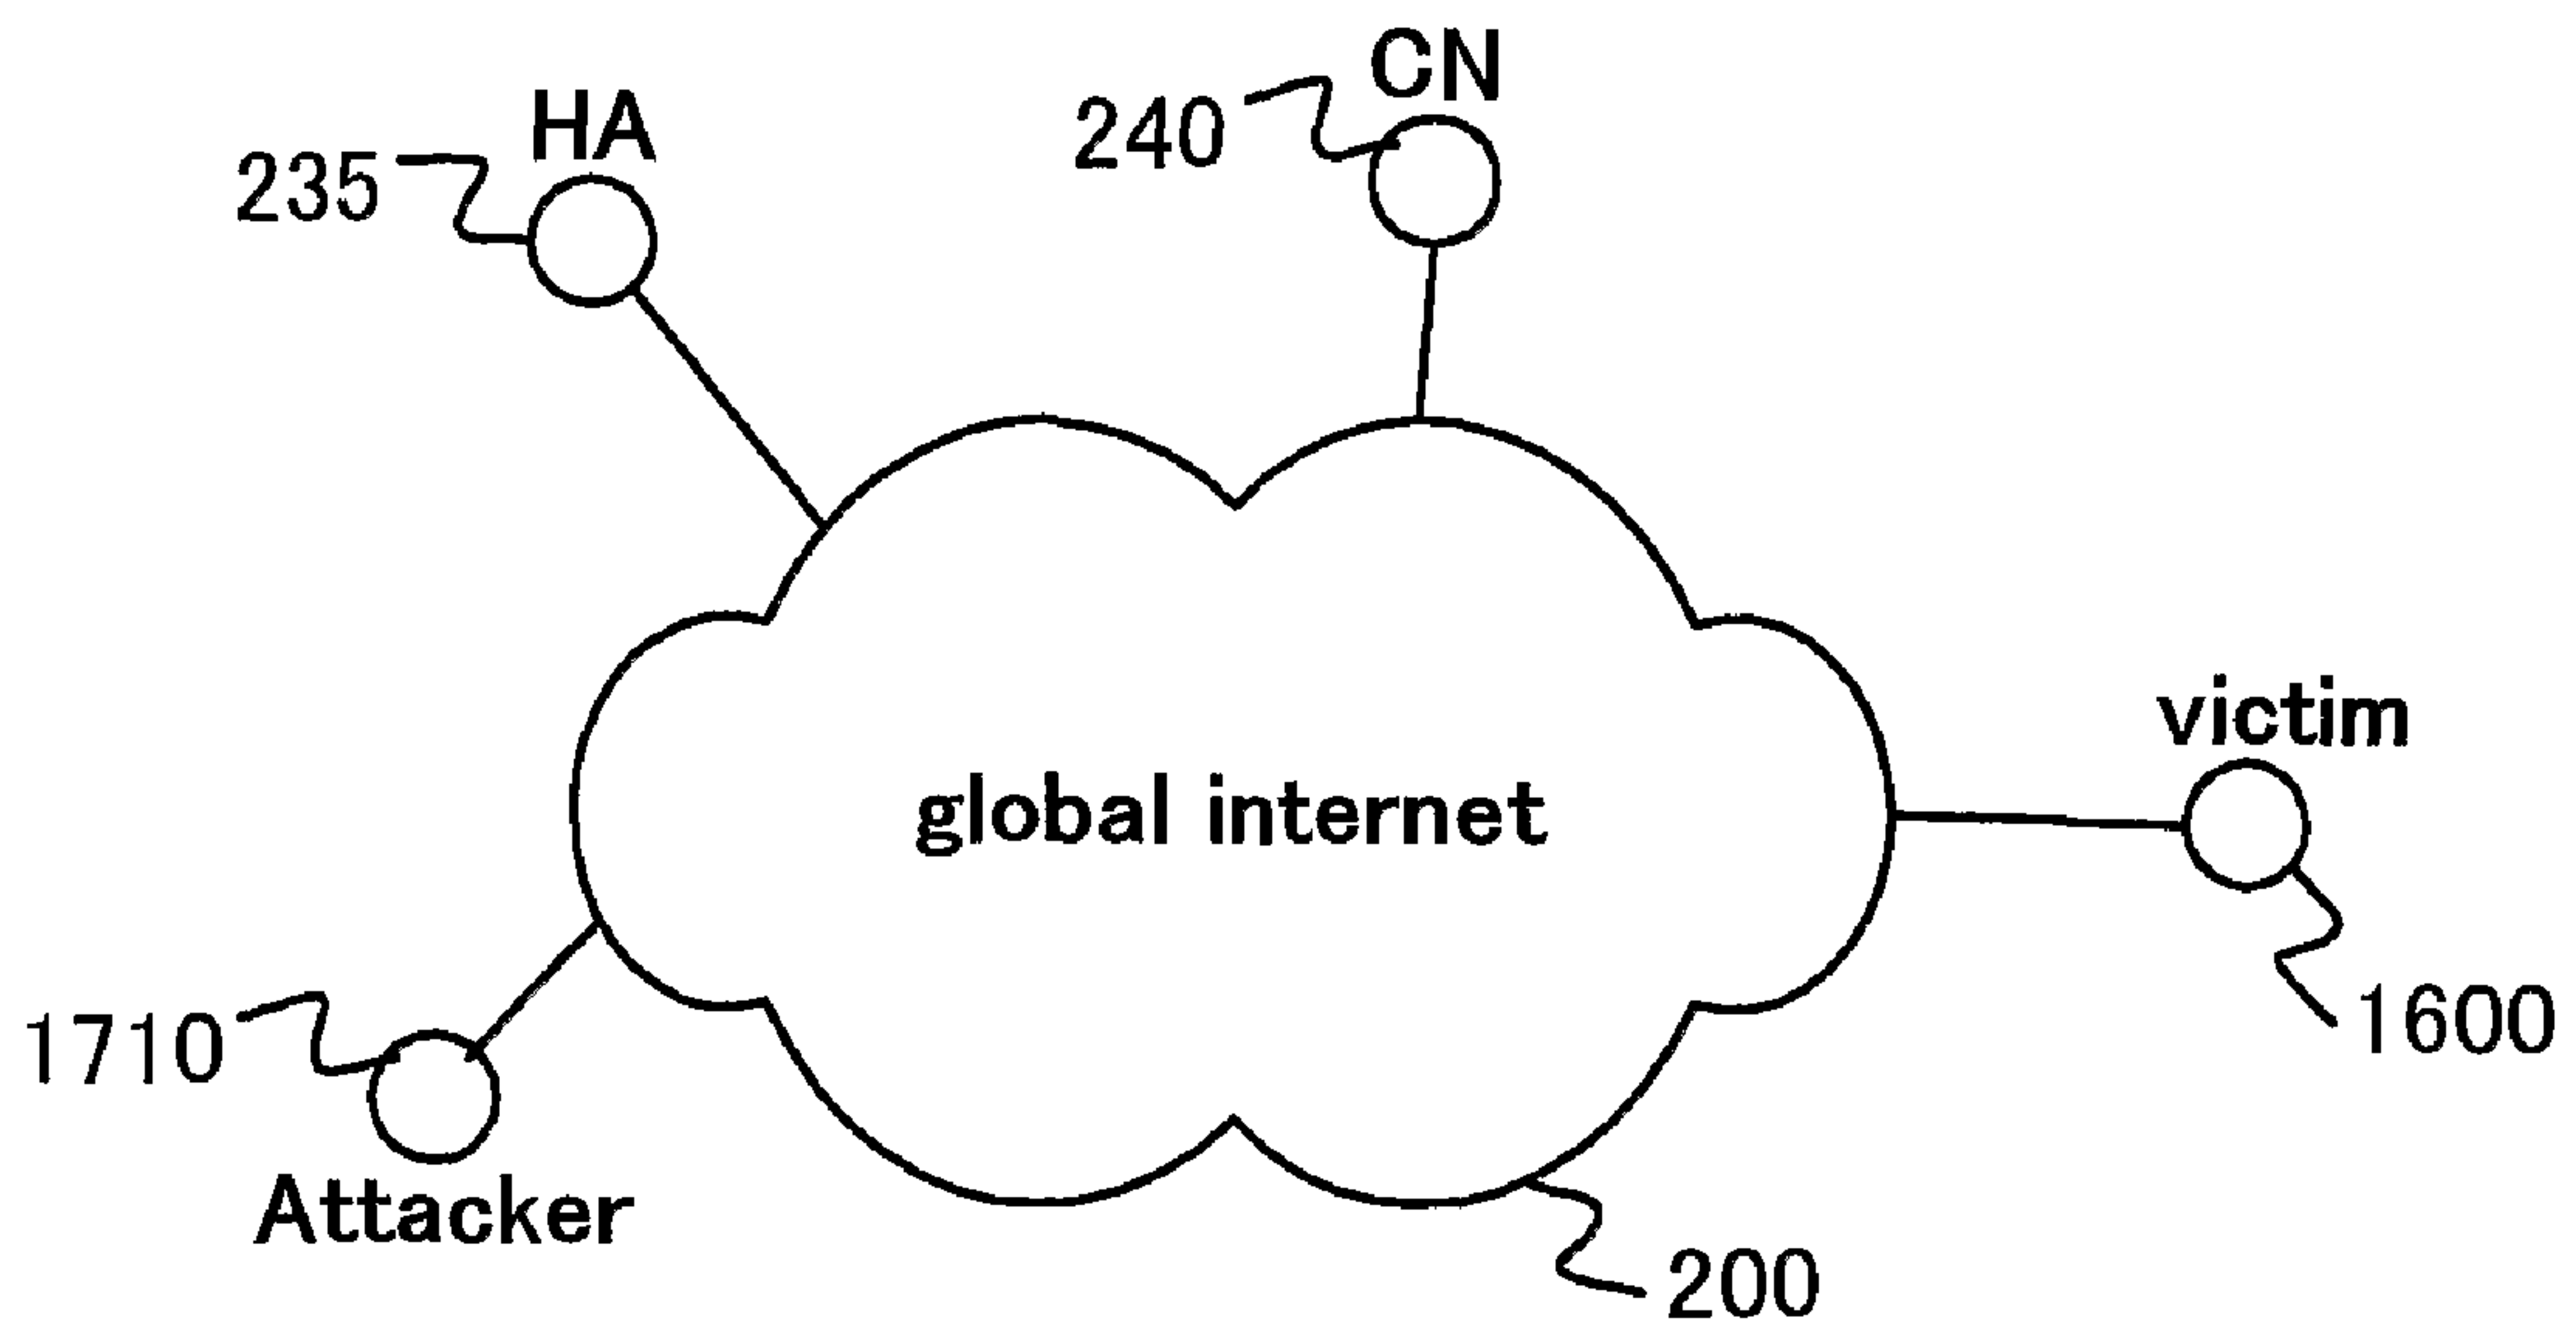 CN
HA
240
235
victim
global internet
1710
1600
Attacker
200